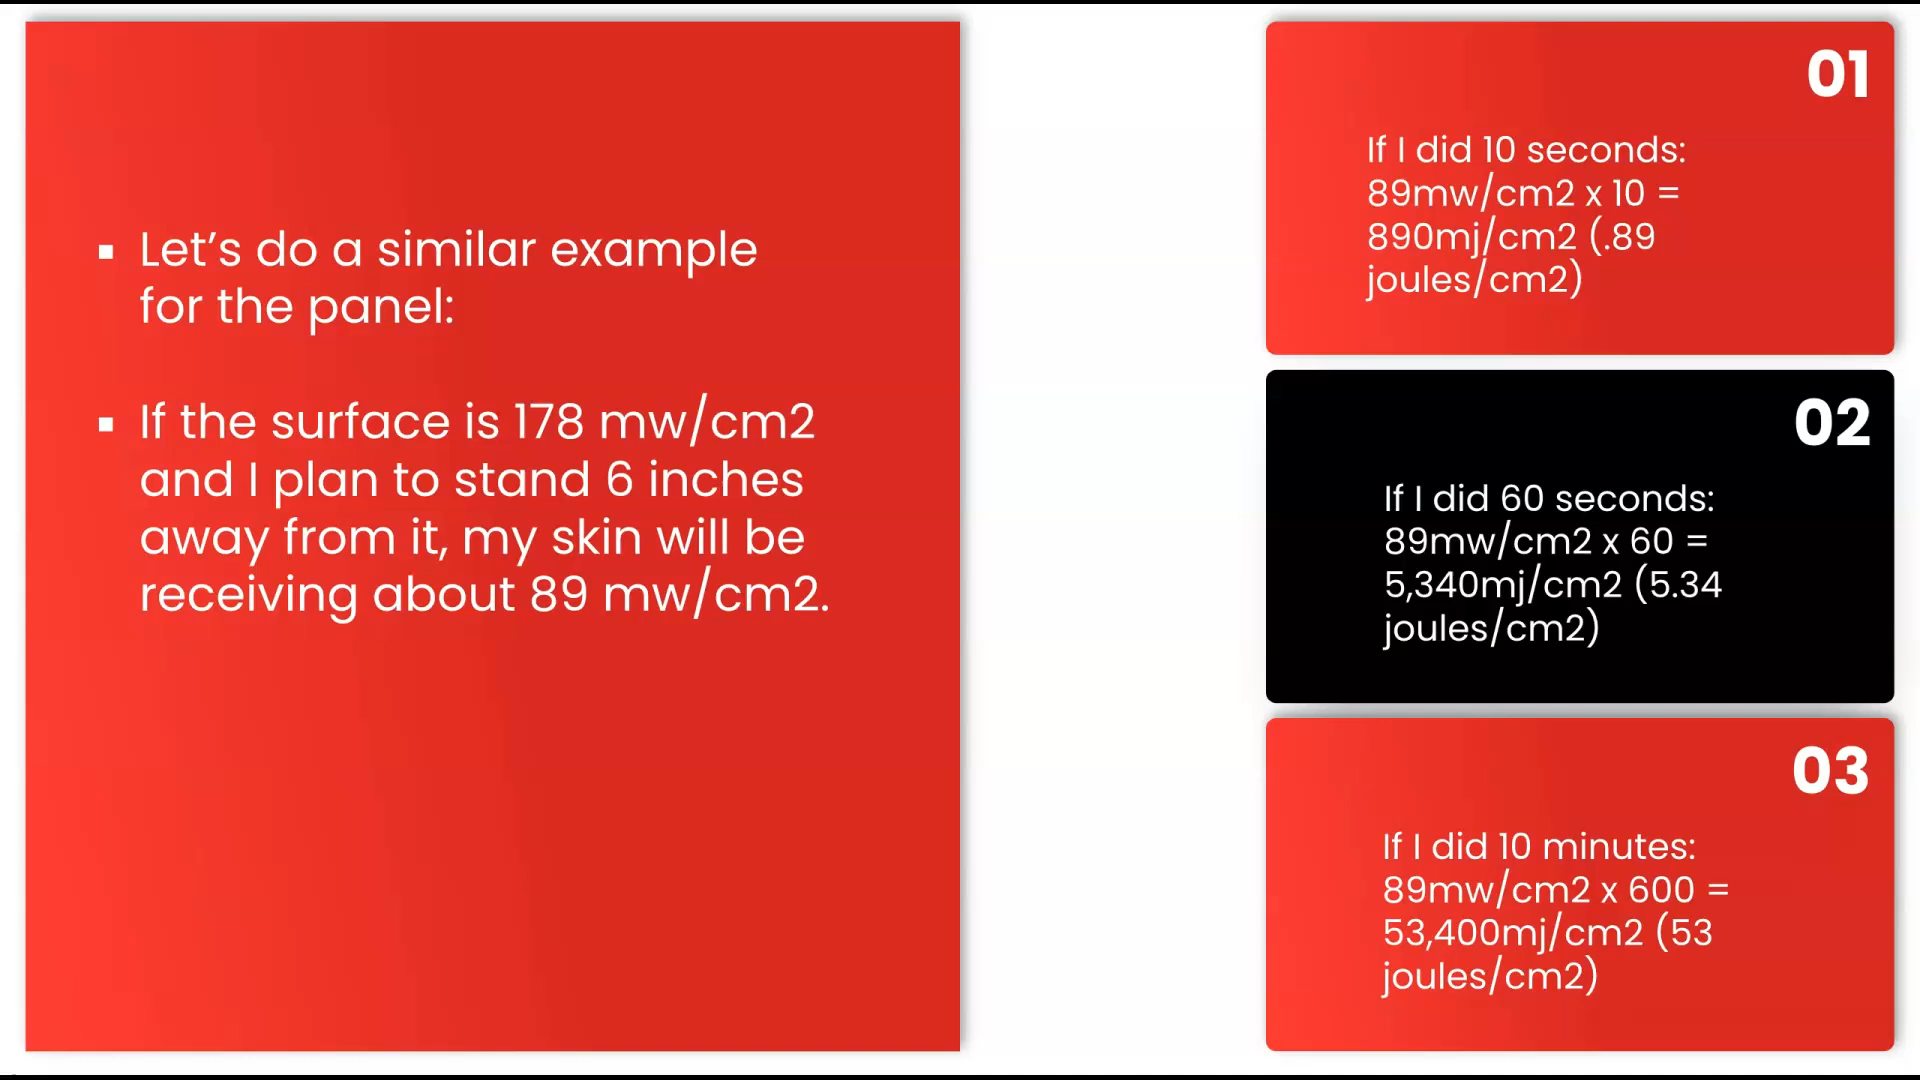 ▪ Let’s do a similar example
for the panel:
▪ If the surface is 178 mw/cm2
and I plan to stand 6 inches
away from it, my skin will be
receiving about 89 mw/cm2.
01
If I did 10 seconds:
89mw/cm2 x 10 =
890mj/cm2 (.89
joules/cm2)
02
If I did 60 seconds:
89mw/cm2 x 60 =
5,340mj/cm2 (5.34
joules/cm2)
03
If I did 10 minutes:
89mw/cm2 x 600 =
53,400mj/cm2 (53
joules/cm2)